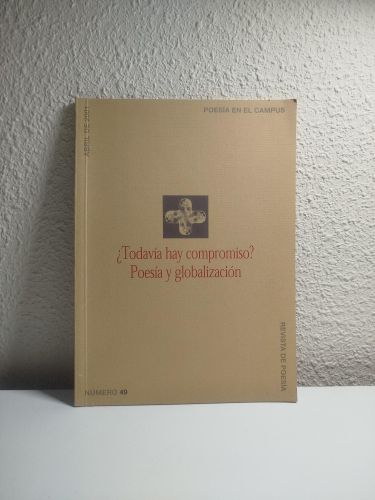 POESÍA EN EL CAMPUS
ABRIL DE 2001
¿Todavía hay compromiso?
Poesía y globalización
REVISTA DE POESÍA
NÚMERO 49